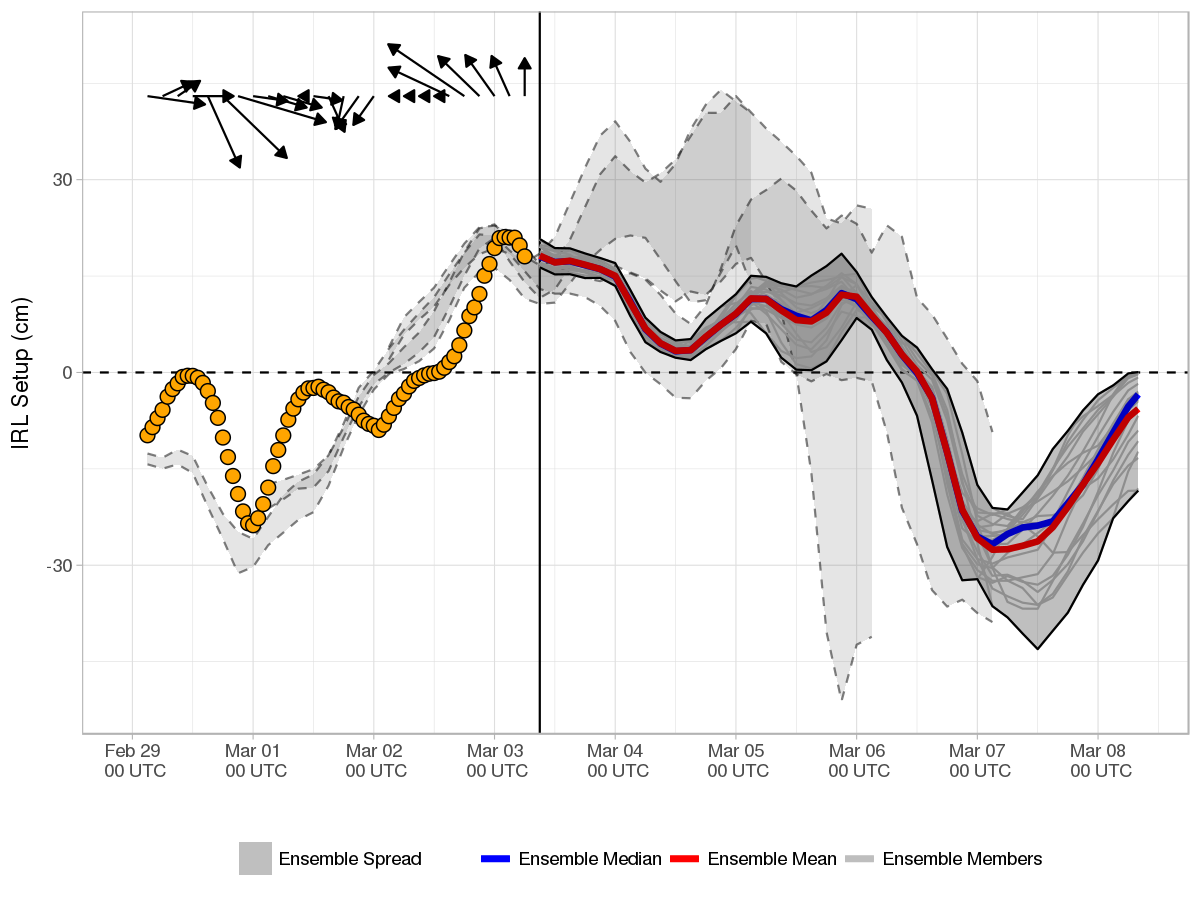 IRL Setup (cm)
30
0
-30
Feb 29 Mar 01 Mar 02 Mar 03 Mar 04 Mar 05 Mar 06 Mar 07 Mar 08
00 UTC 00 UTC 00 UTC 00 UTC 00 UTC 00 UTC 00 UTC 00 UTC 00 UTC
Ensemble Spread Ensemble Median Ensemble Mean Ensemble Members